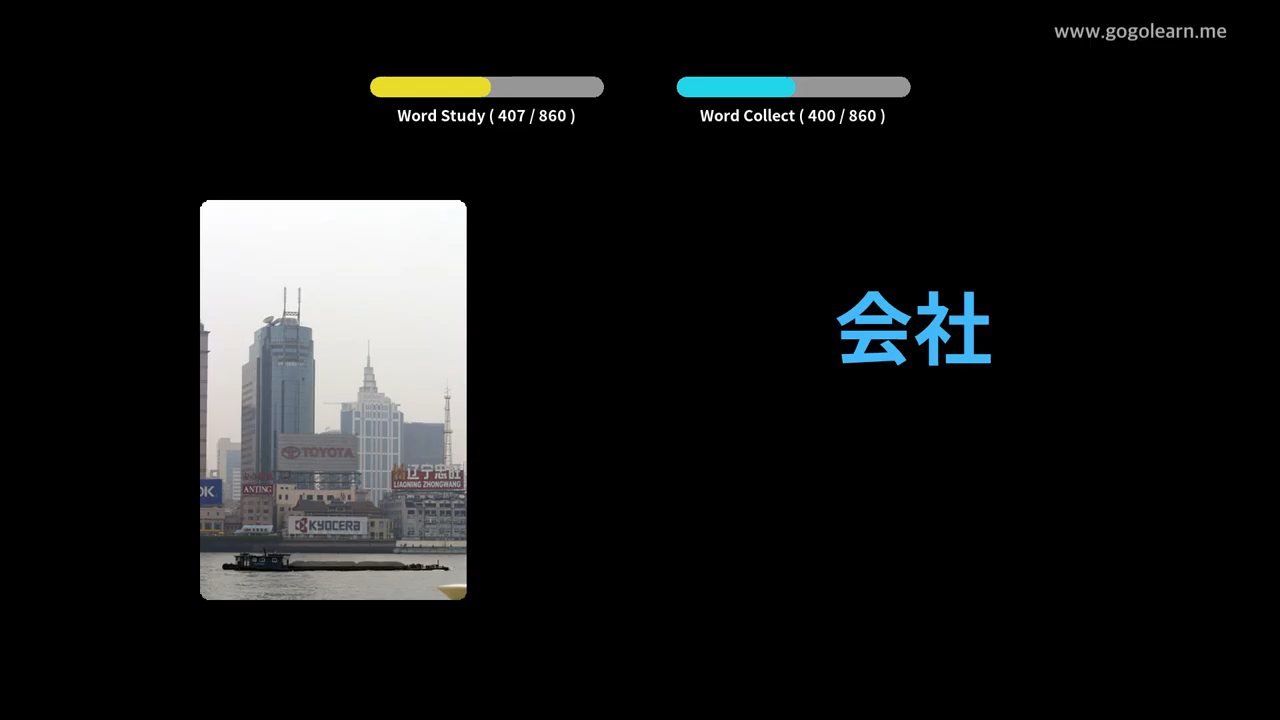 www.gogolearn.me
Word Study ( 407 / 860 )
Word Collect ( 400 / 860 )
会社
TOYOTA
辽宁忠旺
LIAONING ZHONGWANG
OK
ANTING
KYOCERA